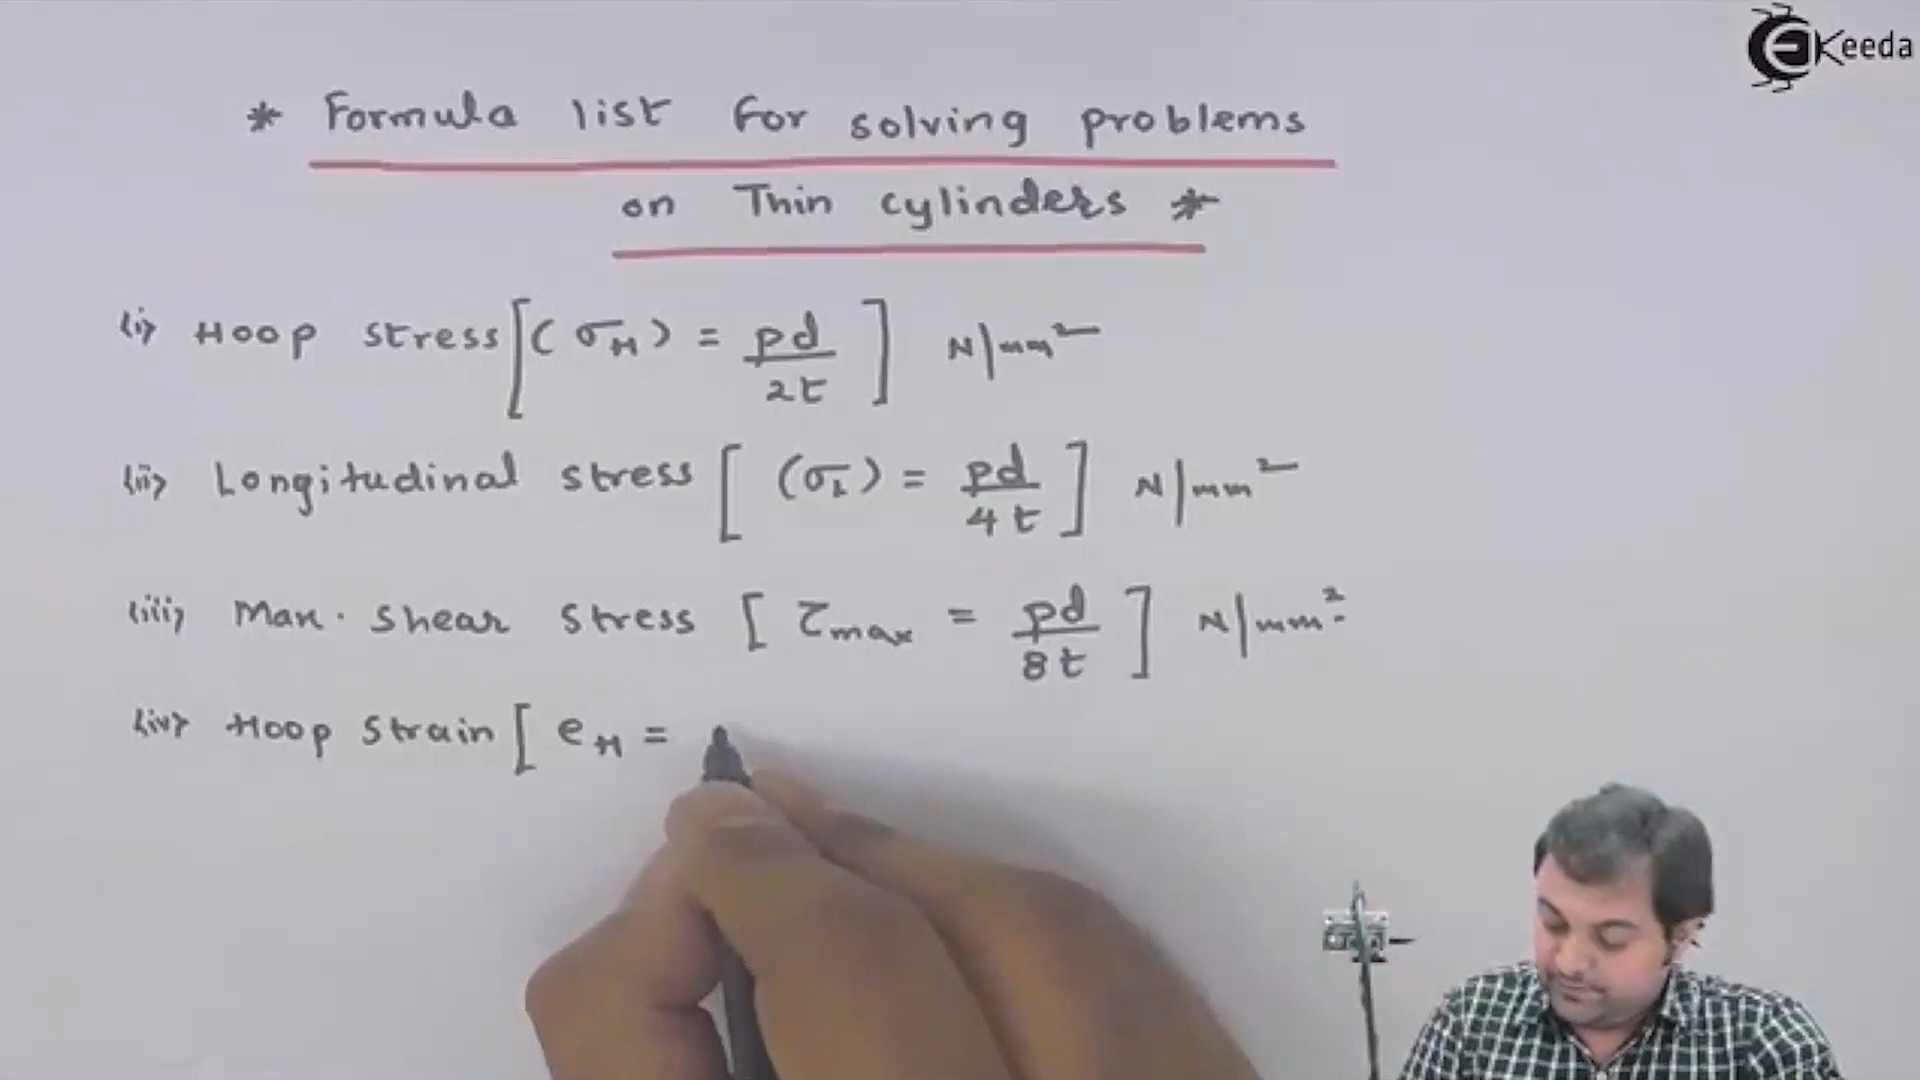 Keeda
* Formula list for solving problems
on Thin cylinders *
(i) Hoop stress [(σH) = pd/2t] N/mm²
(ii) Longitudinal stress [(σL) = pd/4t] N/mm²
(iii) Max. shear stress [τmax = pd/8t] N/mm²
(iv) Hoop strain [eH =